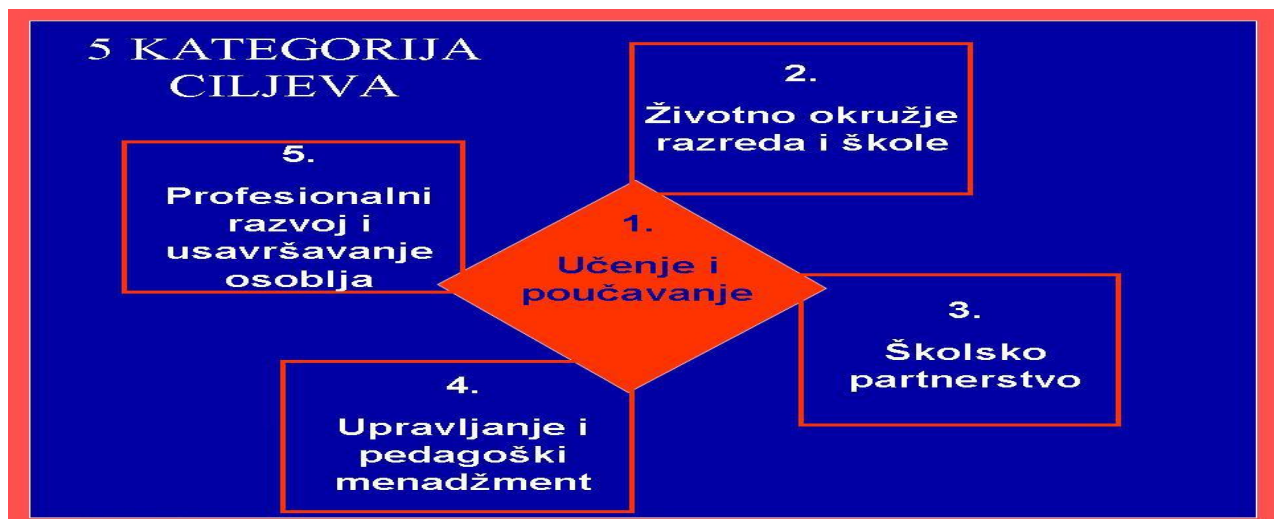 5 KATEGORIJA
CILJEVA
1.
Učenje i
poučavanje
2.
Životno okružje
razreda i škole
3.
Školsko
partnerstvo
4.
Upravljanje i
pedagoški
menadžment
5.
Profesionalni
razvoj i
usavršavanje
osoblja